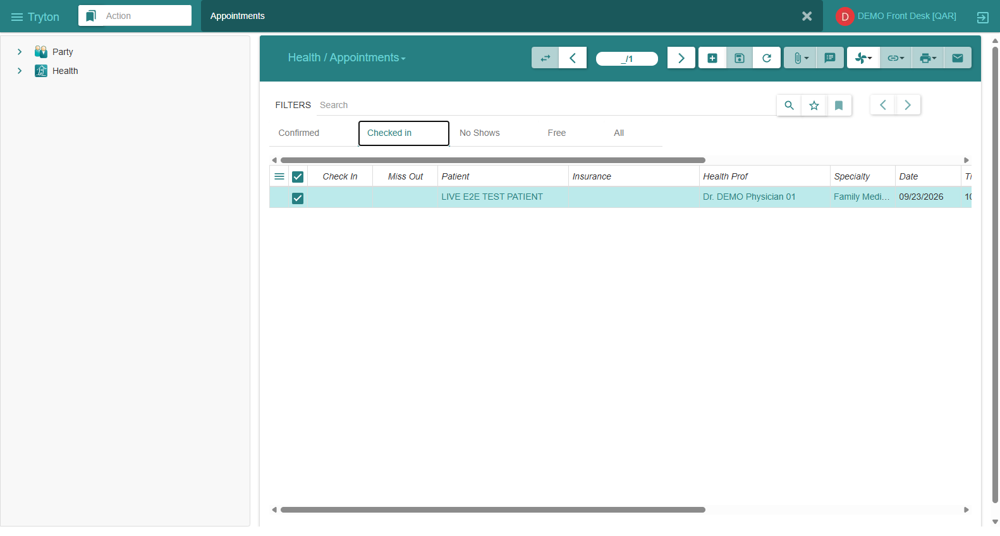 Tryton
Action
Appointments
D
DEMO Front Desk [QAR]
Party
Health
Health / Appointments
_/1
FILTERS
Search
Confirmed
Checked in
No Shows
Free
All
Check In
Miss Out
Patient
Insurance
Health Prof
Specialty
Date
LIVE E2E TEST PATIENT
Dr. DEMO Physician 01
Family Medi...
09/23/2026
10